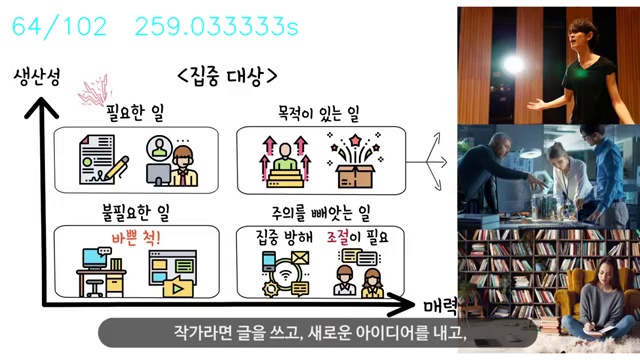 64/102 259.033333s
생산성
<집중 대상>
필요한 일
목적이 있는 일
불필요한 일
바쁜 척!
주의를 빼앗는 일
집중 방해 조절이 필요
매력
작가라면 글을 쓰고, 새로운 아이디어를 내고,